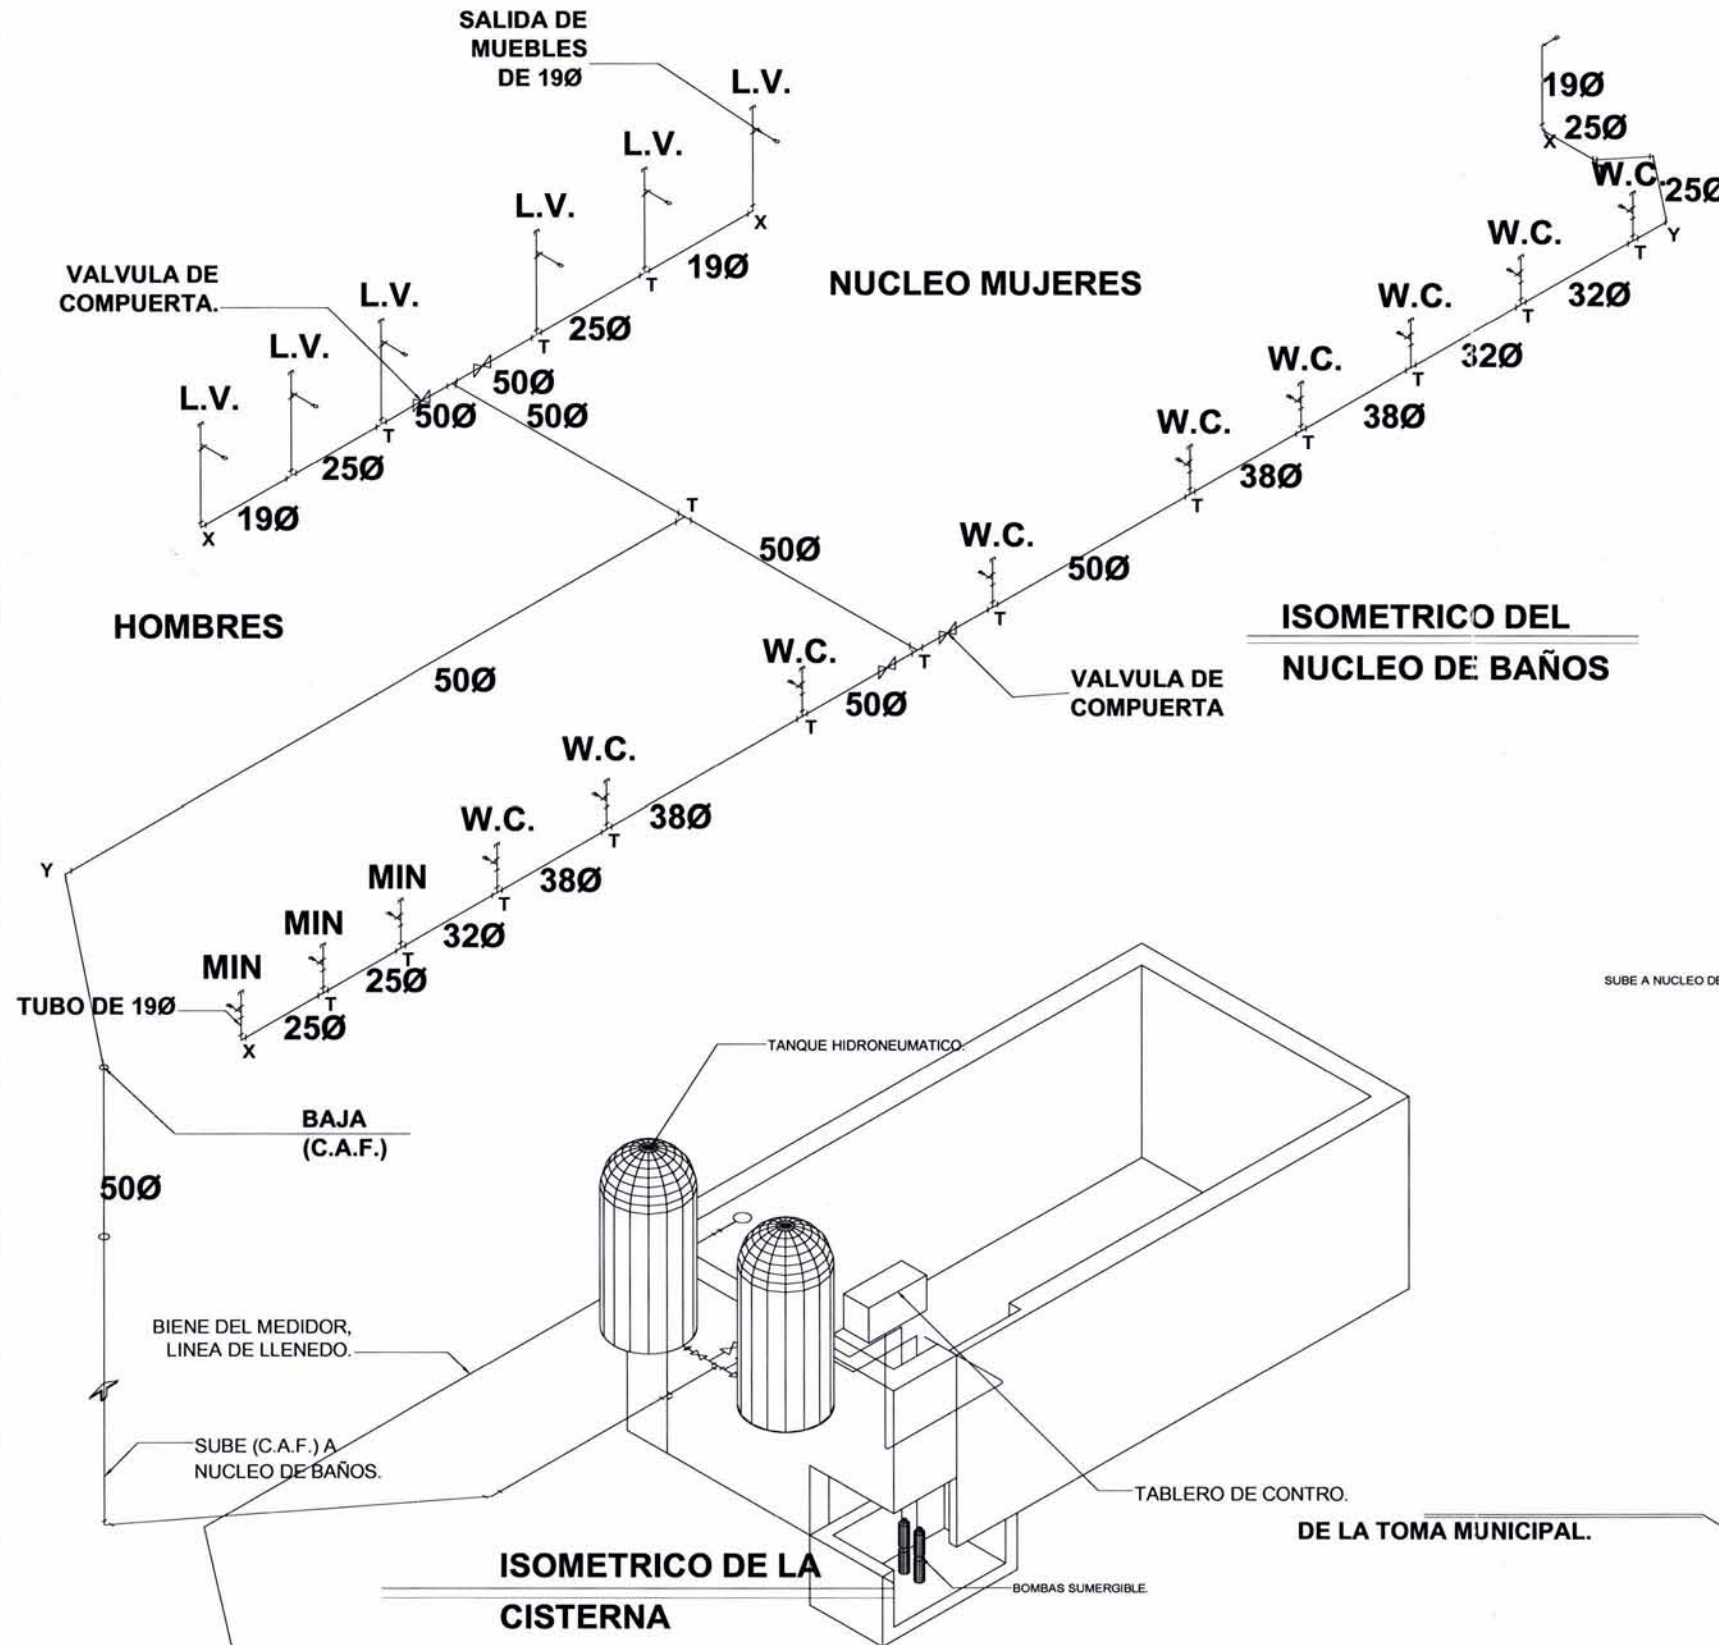 SALIDA DE
MUEBLES
DE 19Ø
L.V.
L.V.
L.V.
L.V.
L.V.
L.V.
VALVULA DE
COMPUERTA.
X
19Ø
T
25Ø
T
50Ø
50Ø
50Ø
T
25Ø
19Ø
X
NUCLEO MUJERES
19Ø
25Ø
X
W.C.
25Ø
Y
T
W.C.
32Ø
T
W.C.
32Ø
T
W.C.
38Ø
T
W.C.
38Ø
T
W.C.
50Ø
T
T
50Ø
HOMBRES
50Ø
ISOMETRICO DEL
NUCLEO DE BAÑOS
VALVULA DE
COMPUERTA
T
W.C.
50Ø
T
W.C.
38Ø
T
W.C.
38Ø
T
Y
MIN
32Ø
T
MIN
25Ø
T
MIN
25Ø
X
TUBO DE 19Ø
SUBE A NUCLEO DE
TANQUE HIDRONEUMATICO.
BAJA
(C.A.F.)
50Ø
BIENE DEL MEDIDOR,
LINEA DE LLENEDO.
SUBE (C.A.F.) A
NUCLEO DE BAÑOS.
TABLERO DE CONTRO.
DE LA TOMA MUNICIPAL.
ISOMETRICO DE LA
CISTERNA
BOMBAS SUMERGIBLE.